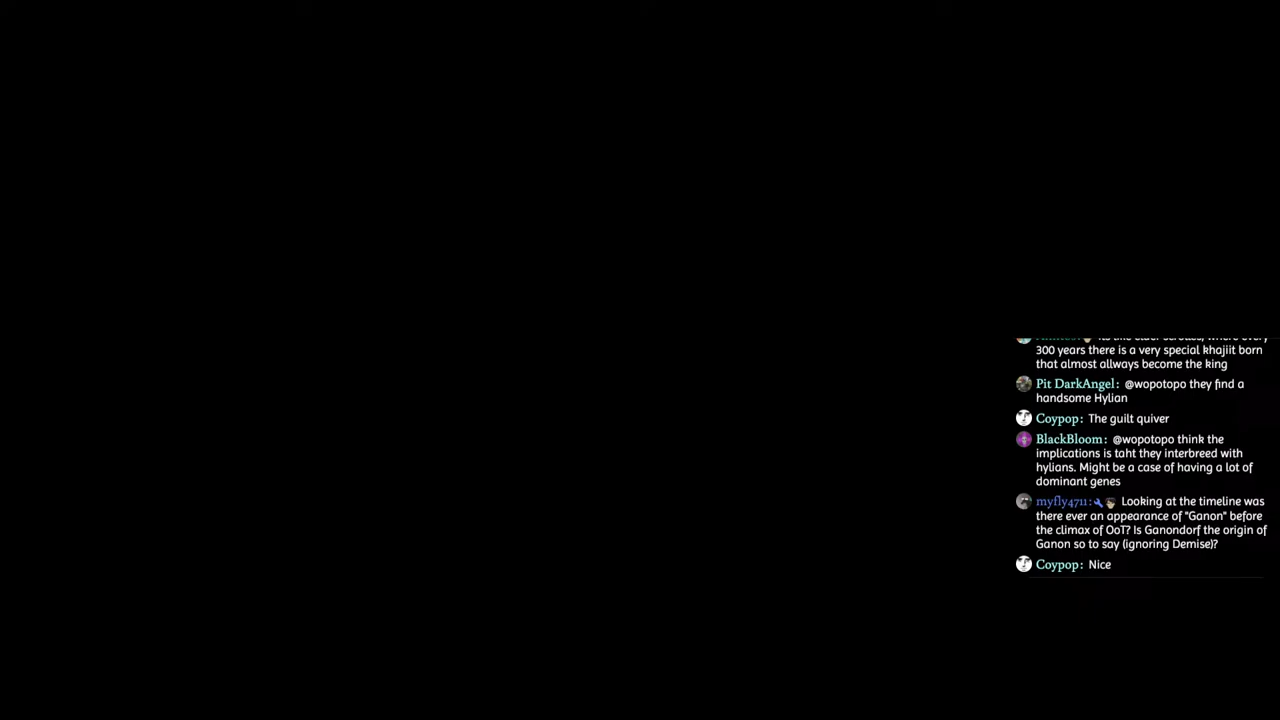 300 years there is a very special khajiit born
that almost allways become the king
Pit DarkAngel: @wopotopo they find a
handsome Hylian
Coypop: The guilt quiver
BlackBloom: @wopotopo think the
implications is taht they interbreed with
hylians. Might be a case of having a lot of
dominant genes
myfly4711: Looking at the timeline was
there ever an appearance of "Ganon" before
the climax of OoT? Is Ganondorf the origin of
Ganon so to say (ignoring Demise)?
Coypop: Nice